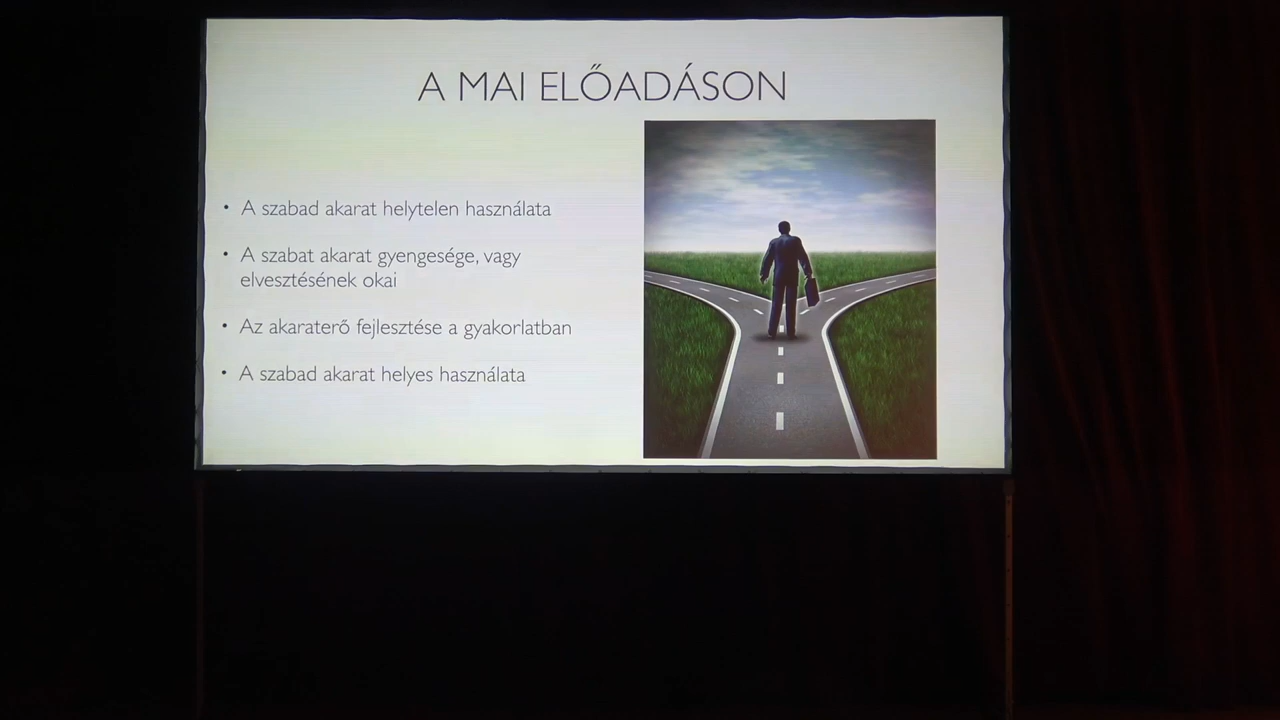 A MAI ELŐADÁSON
• A szabad akarat helytelen használata
• A szabat akarat gyengesége, vagy
elvesztésének okai
• Az akaraterő fejlesztése a gyakorlatban
• A szabad akarat helyes használata